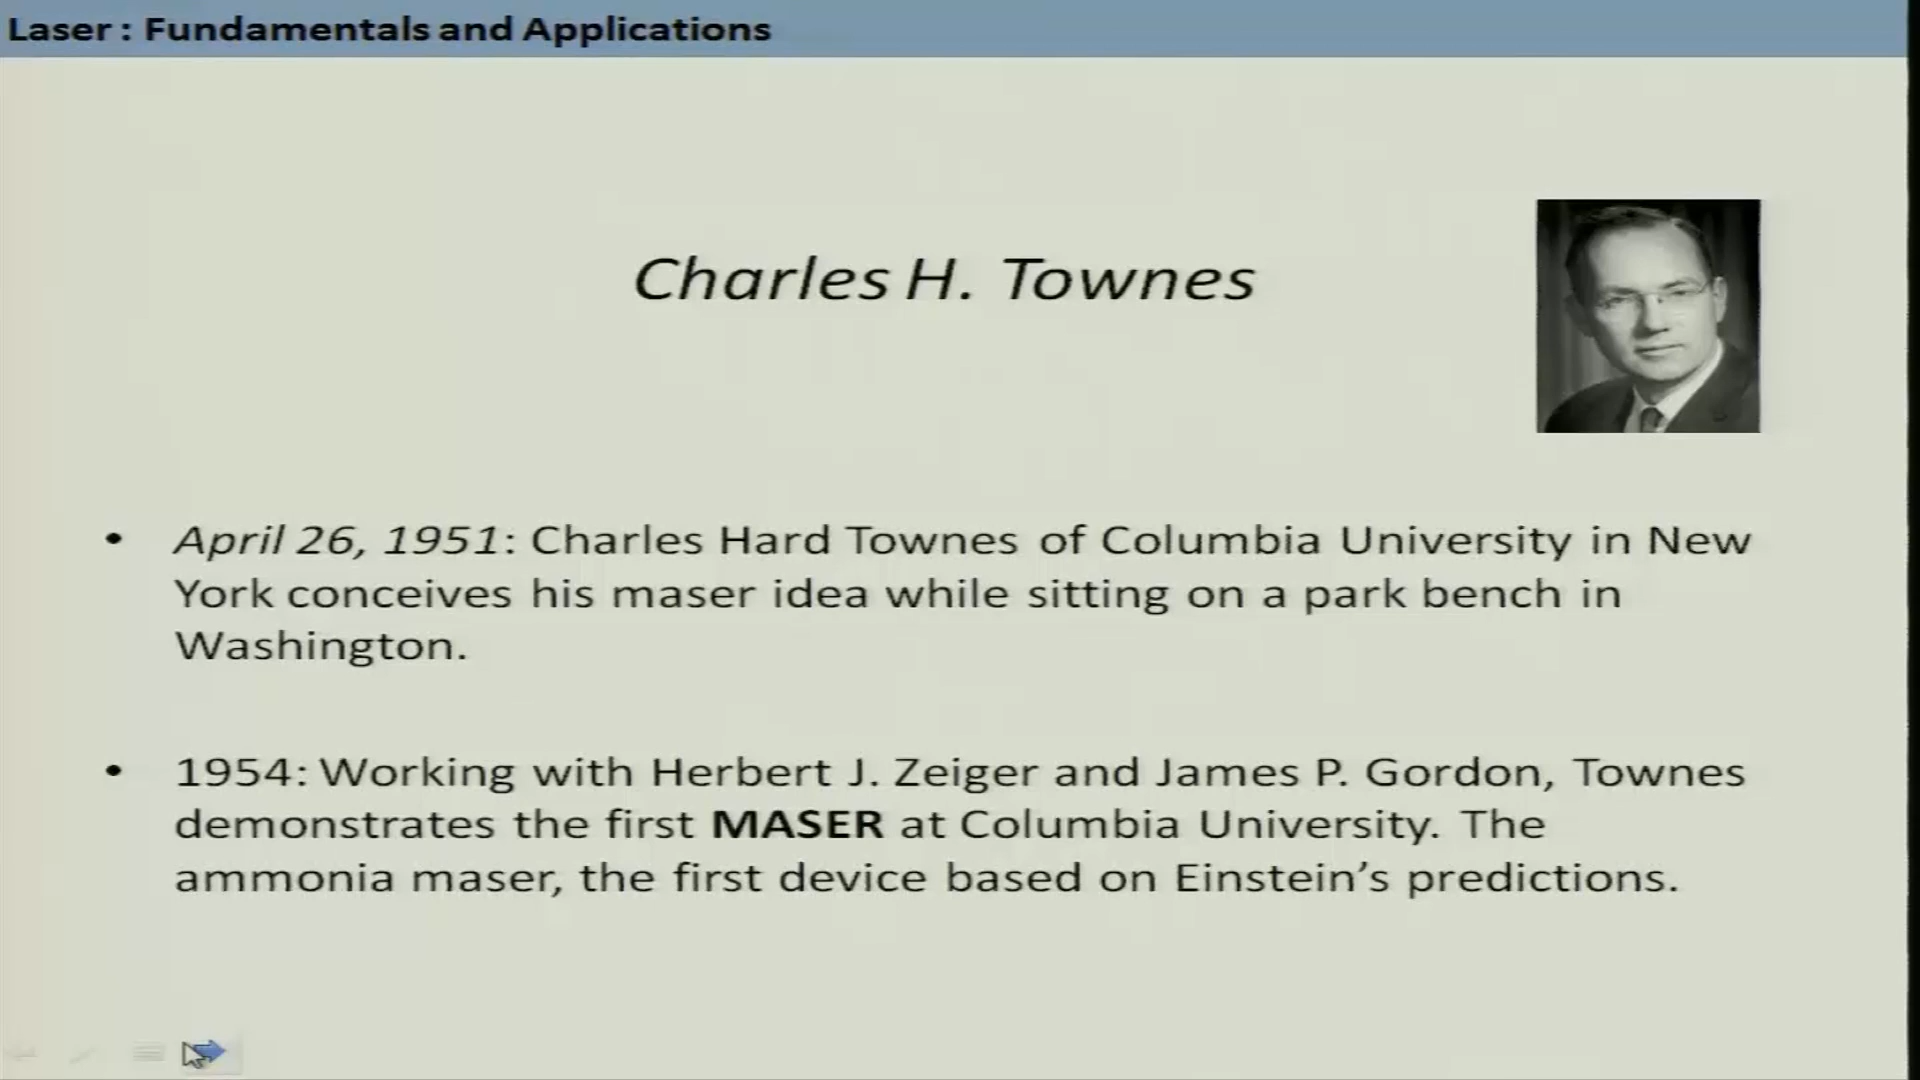 Laser : Fundamentals and Applications
Charles H. Townes
• April 26, 1951: Charles Hard Townes of Columbia University in New
York conceives his maser idea while sitting on a park bench in
Washington.
• 1954: Working with Herbert J. Zeiger and James P. Gordon, Townes
demonstrates the first MASER at Columbia University. The
ammonia maser, the first device based on Einstein’s predictions.